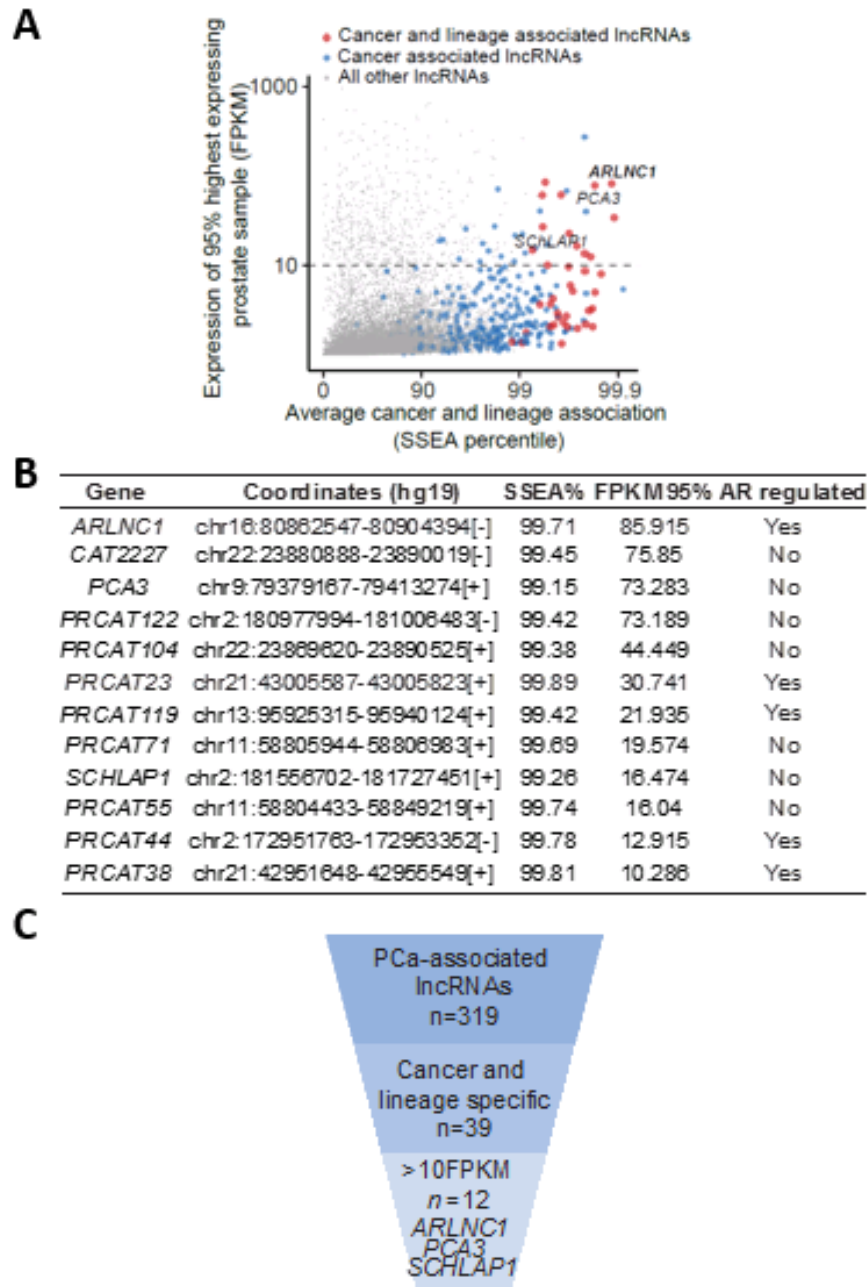 A
Cancer and lineage associated lncRNAs
Cancer associated lncRNAs
All other lncRNAs
Expression of 95% highest expressing
prostate sample (FPKM)
1000
10
ARLNC1
PCA3
SChLAP1
0 90 99 99.9
Average cancer and lineage association
(SSEA percentile)
B
Gene Coordinates (hg19) SSEA% FPKM95% AR regulated
ARLNC1 chr16:80862547-80904394[-] 99.71 85.915 Yes
CAT2227 chr22:23880888-23890019[-] 99.45 75.85 No
PCA3 chr9:79379167-79413274[+] 99.15 73.283 No
PRCAT122 chr2:180977994-181006483[-] 99.42 73.189 No
PRCAT104 chr22:23869620-23890525[+] 99.38 44.449 No
PRCAT23 chr21:43005587-43005823[+] 99.89 30.741 Yes
PRCAT119 chr13:95925315-95940124[+] 99.42 21.935 Yes
PRCAT71 chr11:58805944-58806983[+] 99.69 19.574 No
SCHLAP1 chr2:181556702-181727451[+] 99.26 16.474 No
PRCAT55 chr11:58804433-58849219[+] 99.74 16.04 No
PRCAT44 chr2:172951763-172953352[-] 99.78 12.915 Yes
PRCAT38 chr21:42951648-42955549[+] 99.81 10.286 Yes
C
PCa-associated
lncRNAs
n=319
Cancer and
lineage specific
n=39
>10FPKM
n=12
ARLNC1
PCA3
SCHLAP1